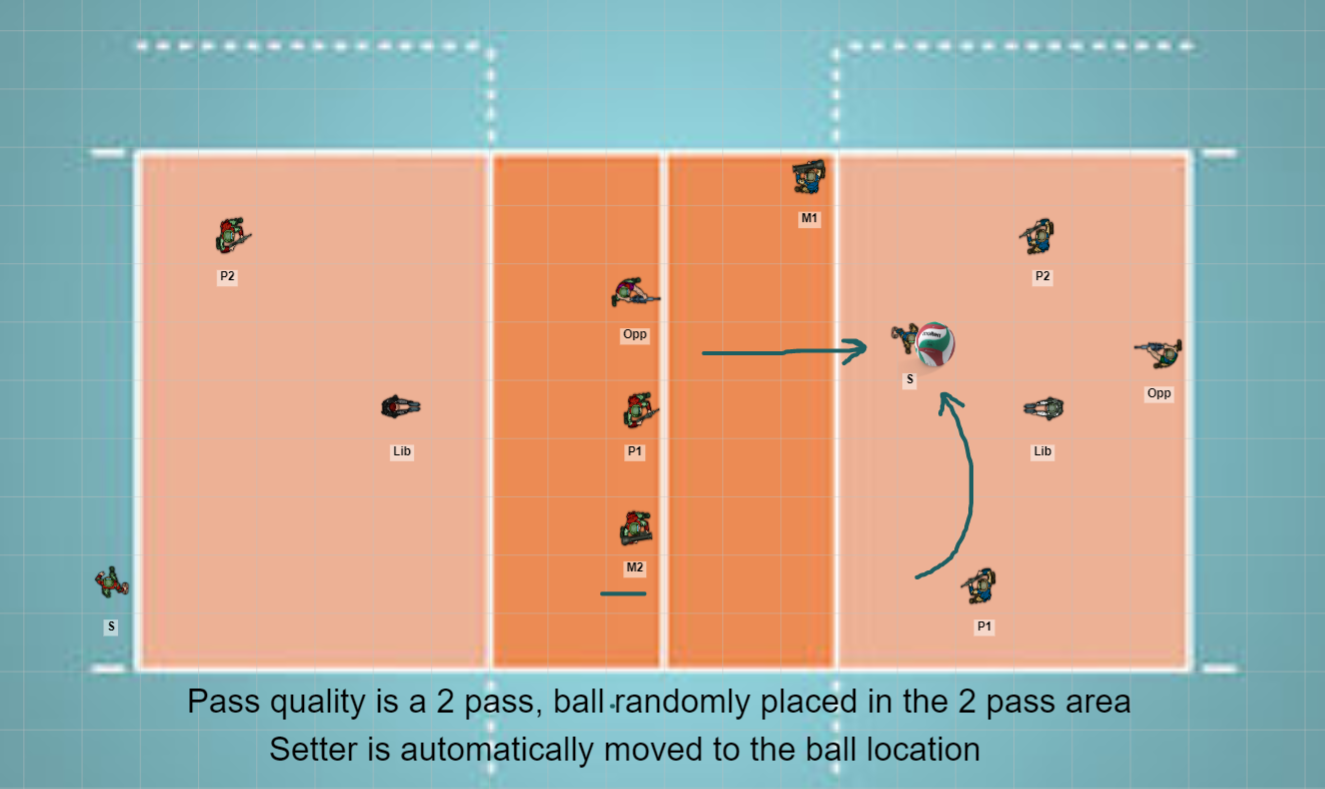 M1
P2
P2
Opp
S
Opp
Lib
P1
Lib
M2
S
P1
Pass quality is a 2 pass, ball randomly placed in the 2 pass area
Setter is automatically moved to the ball location